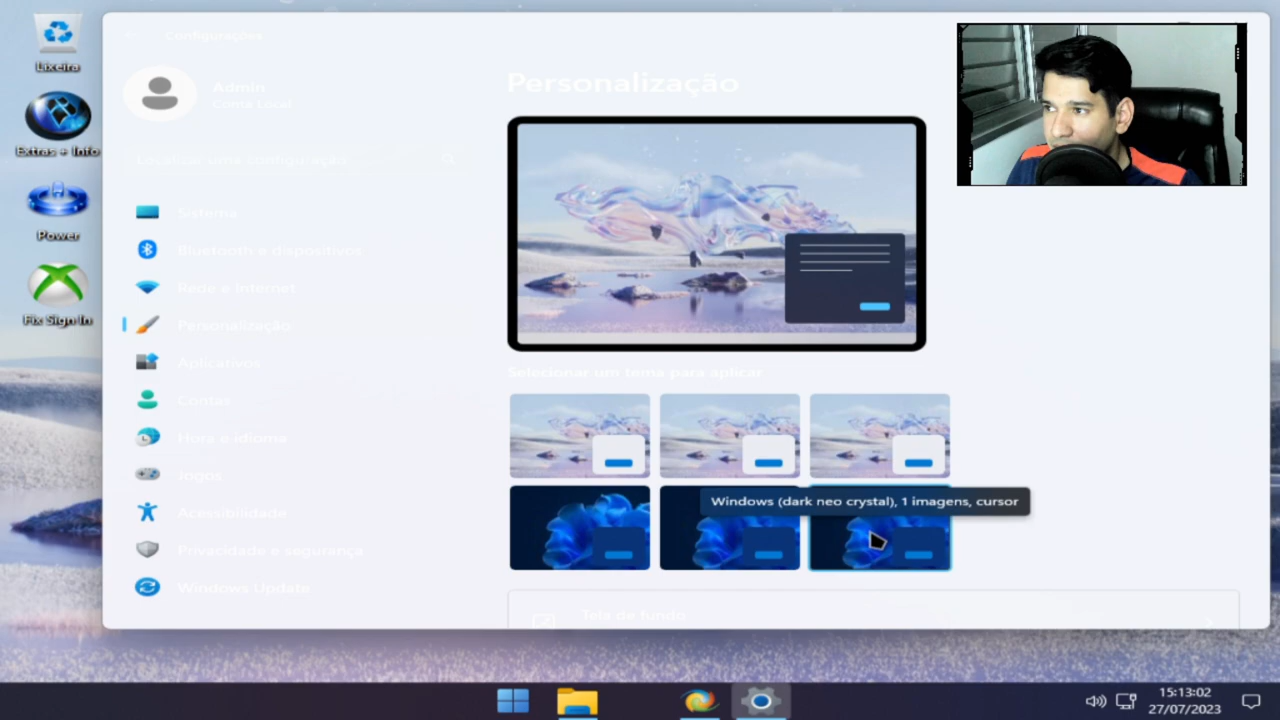 Lixeira
Extras + Info
Power
Fix Sign In
Configurações
Admin
Conta Local
Localizar uma configuração
Sistema
Bluetooth e dispositivos
Rede e Internet
Personalização
Aplicativos
Contas
Hora e idioma
Jogos
Acessibilidade
Privacidade e segurança
Windows Update
Personalização
Selecionar um tema para aplicar
Windows (dark neo crystal), 1 imagens, cursor
Tela de fundo
15:13:02
27/07/2023